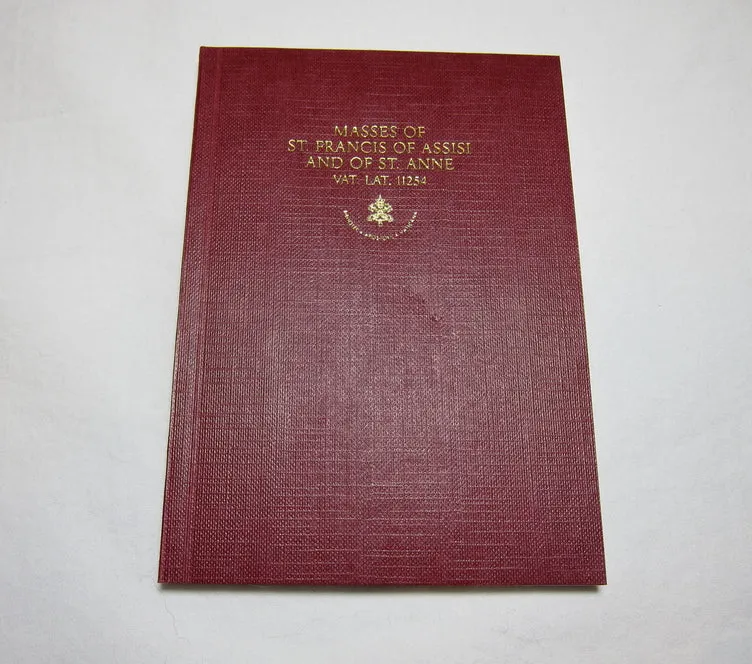 MASSES OF
ST. FRANCIS OF ASSISI
AND OF ST. ANNE
VAT. LAT. 11254